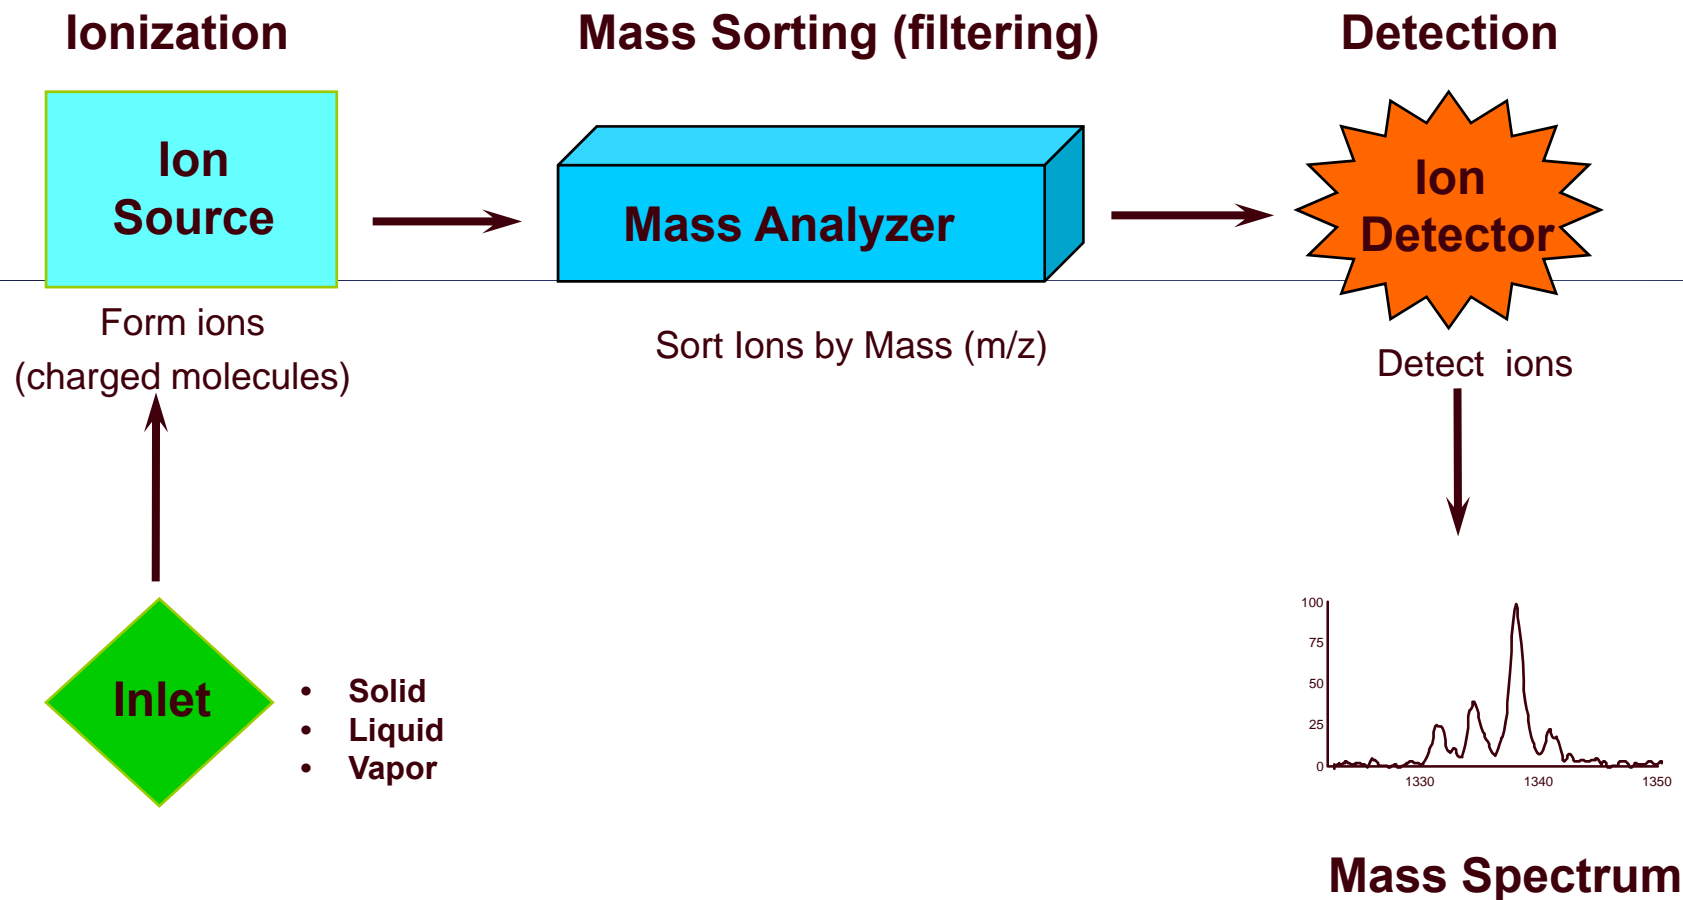 Ionization
Mass Sorting (filtering)
Detection
Ion
Source
Mass Analyzer
Ion
Detector
Form ions
(charged molecules)
Sort Ions by Mass (m/z)
Detect ions
Inlet
• Solid
• Liquid
• Vapor
100
75
50
25
0
1330 1340 1350
Mass Spectrum